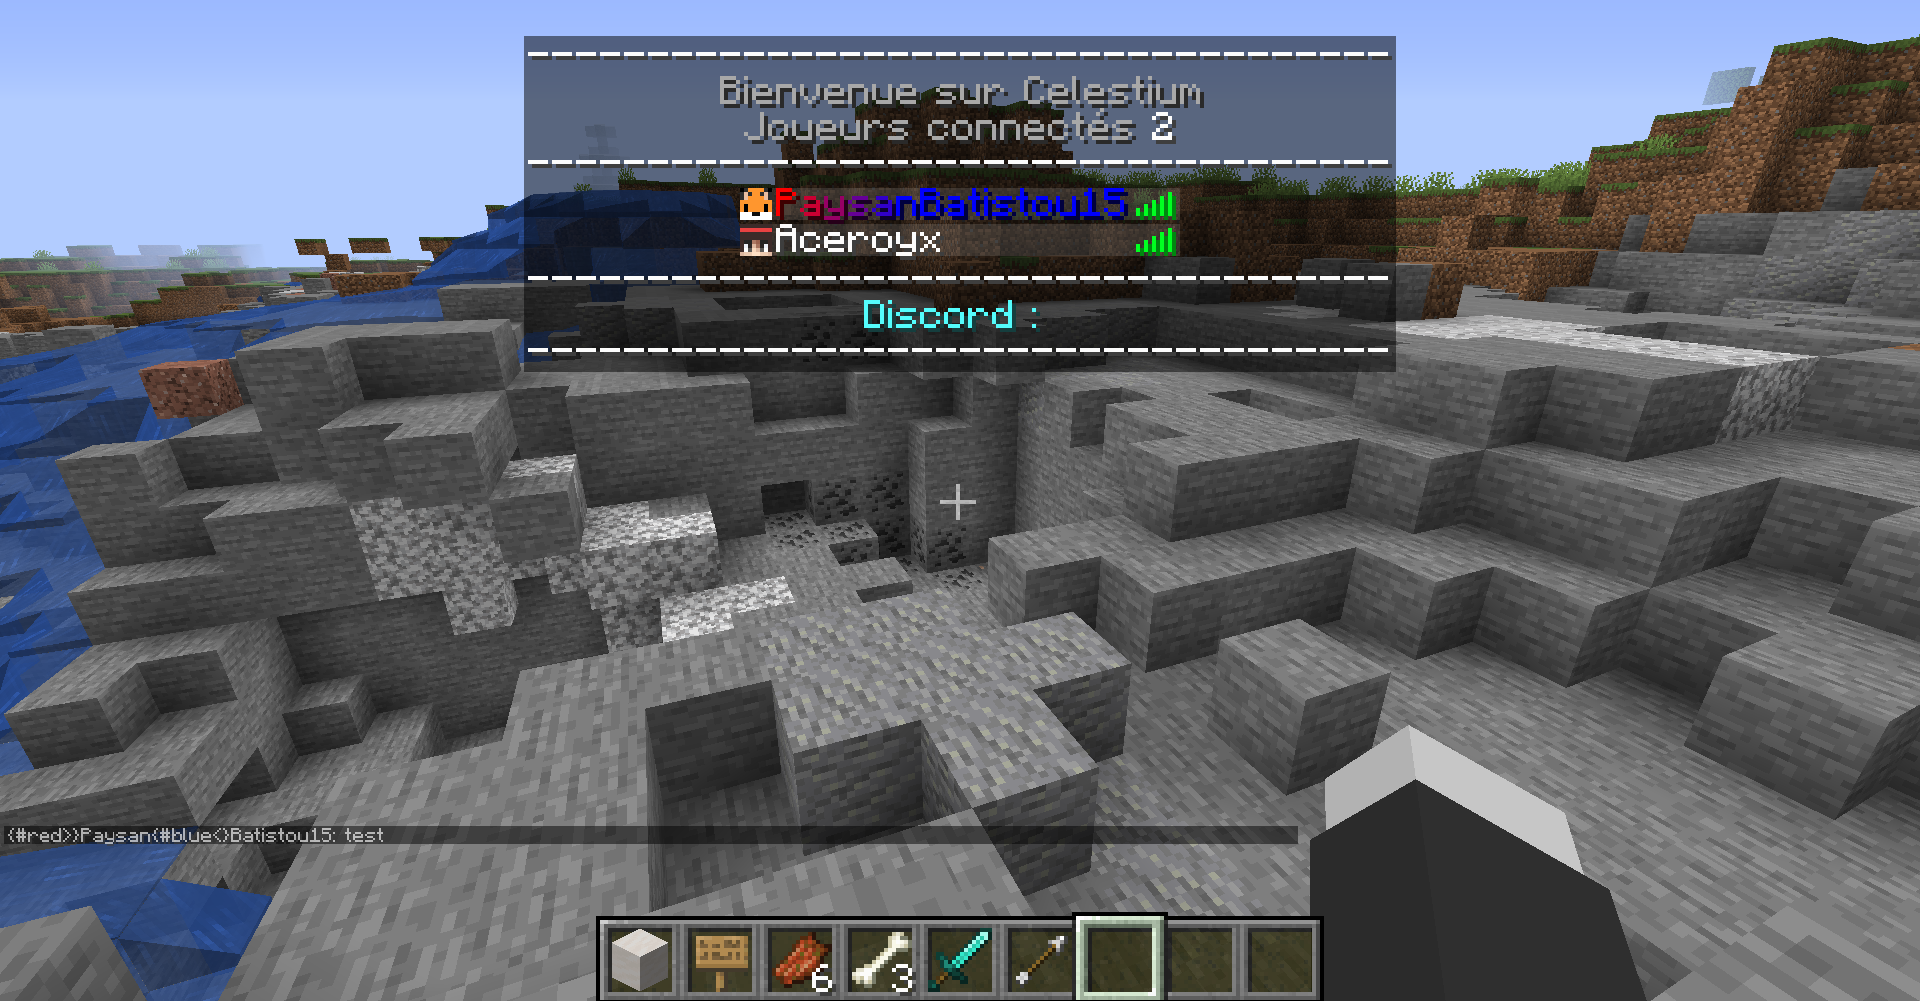 Bienvenue sur Celestium
Joueurs connectés 2
PaysanBatistou15
Aceroyx
Discord :
{#red>}Paysan{#blue<}Batistou15: test
6
3